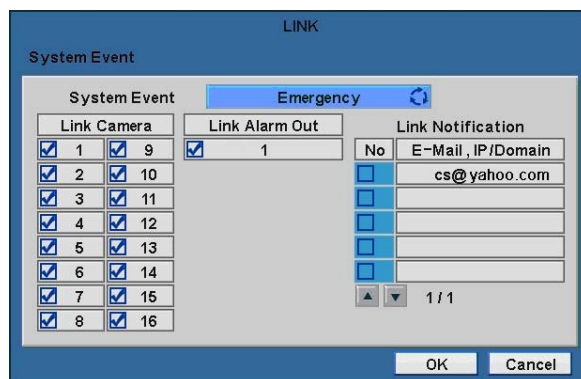 LINK
System Event
System Event Emergency
Link Camera Link Alarm Out Link Notification
1 9 1 No E-Mail , IP/Domain
2 10 cs@yahoo.com
3 11
4 12
5 13
6 14
7 15 1 / 1
8 16
OK Cancel